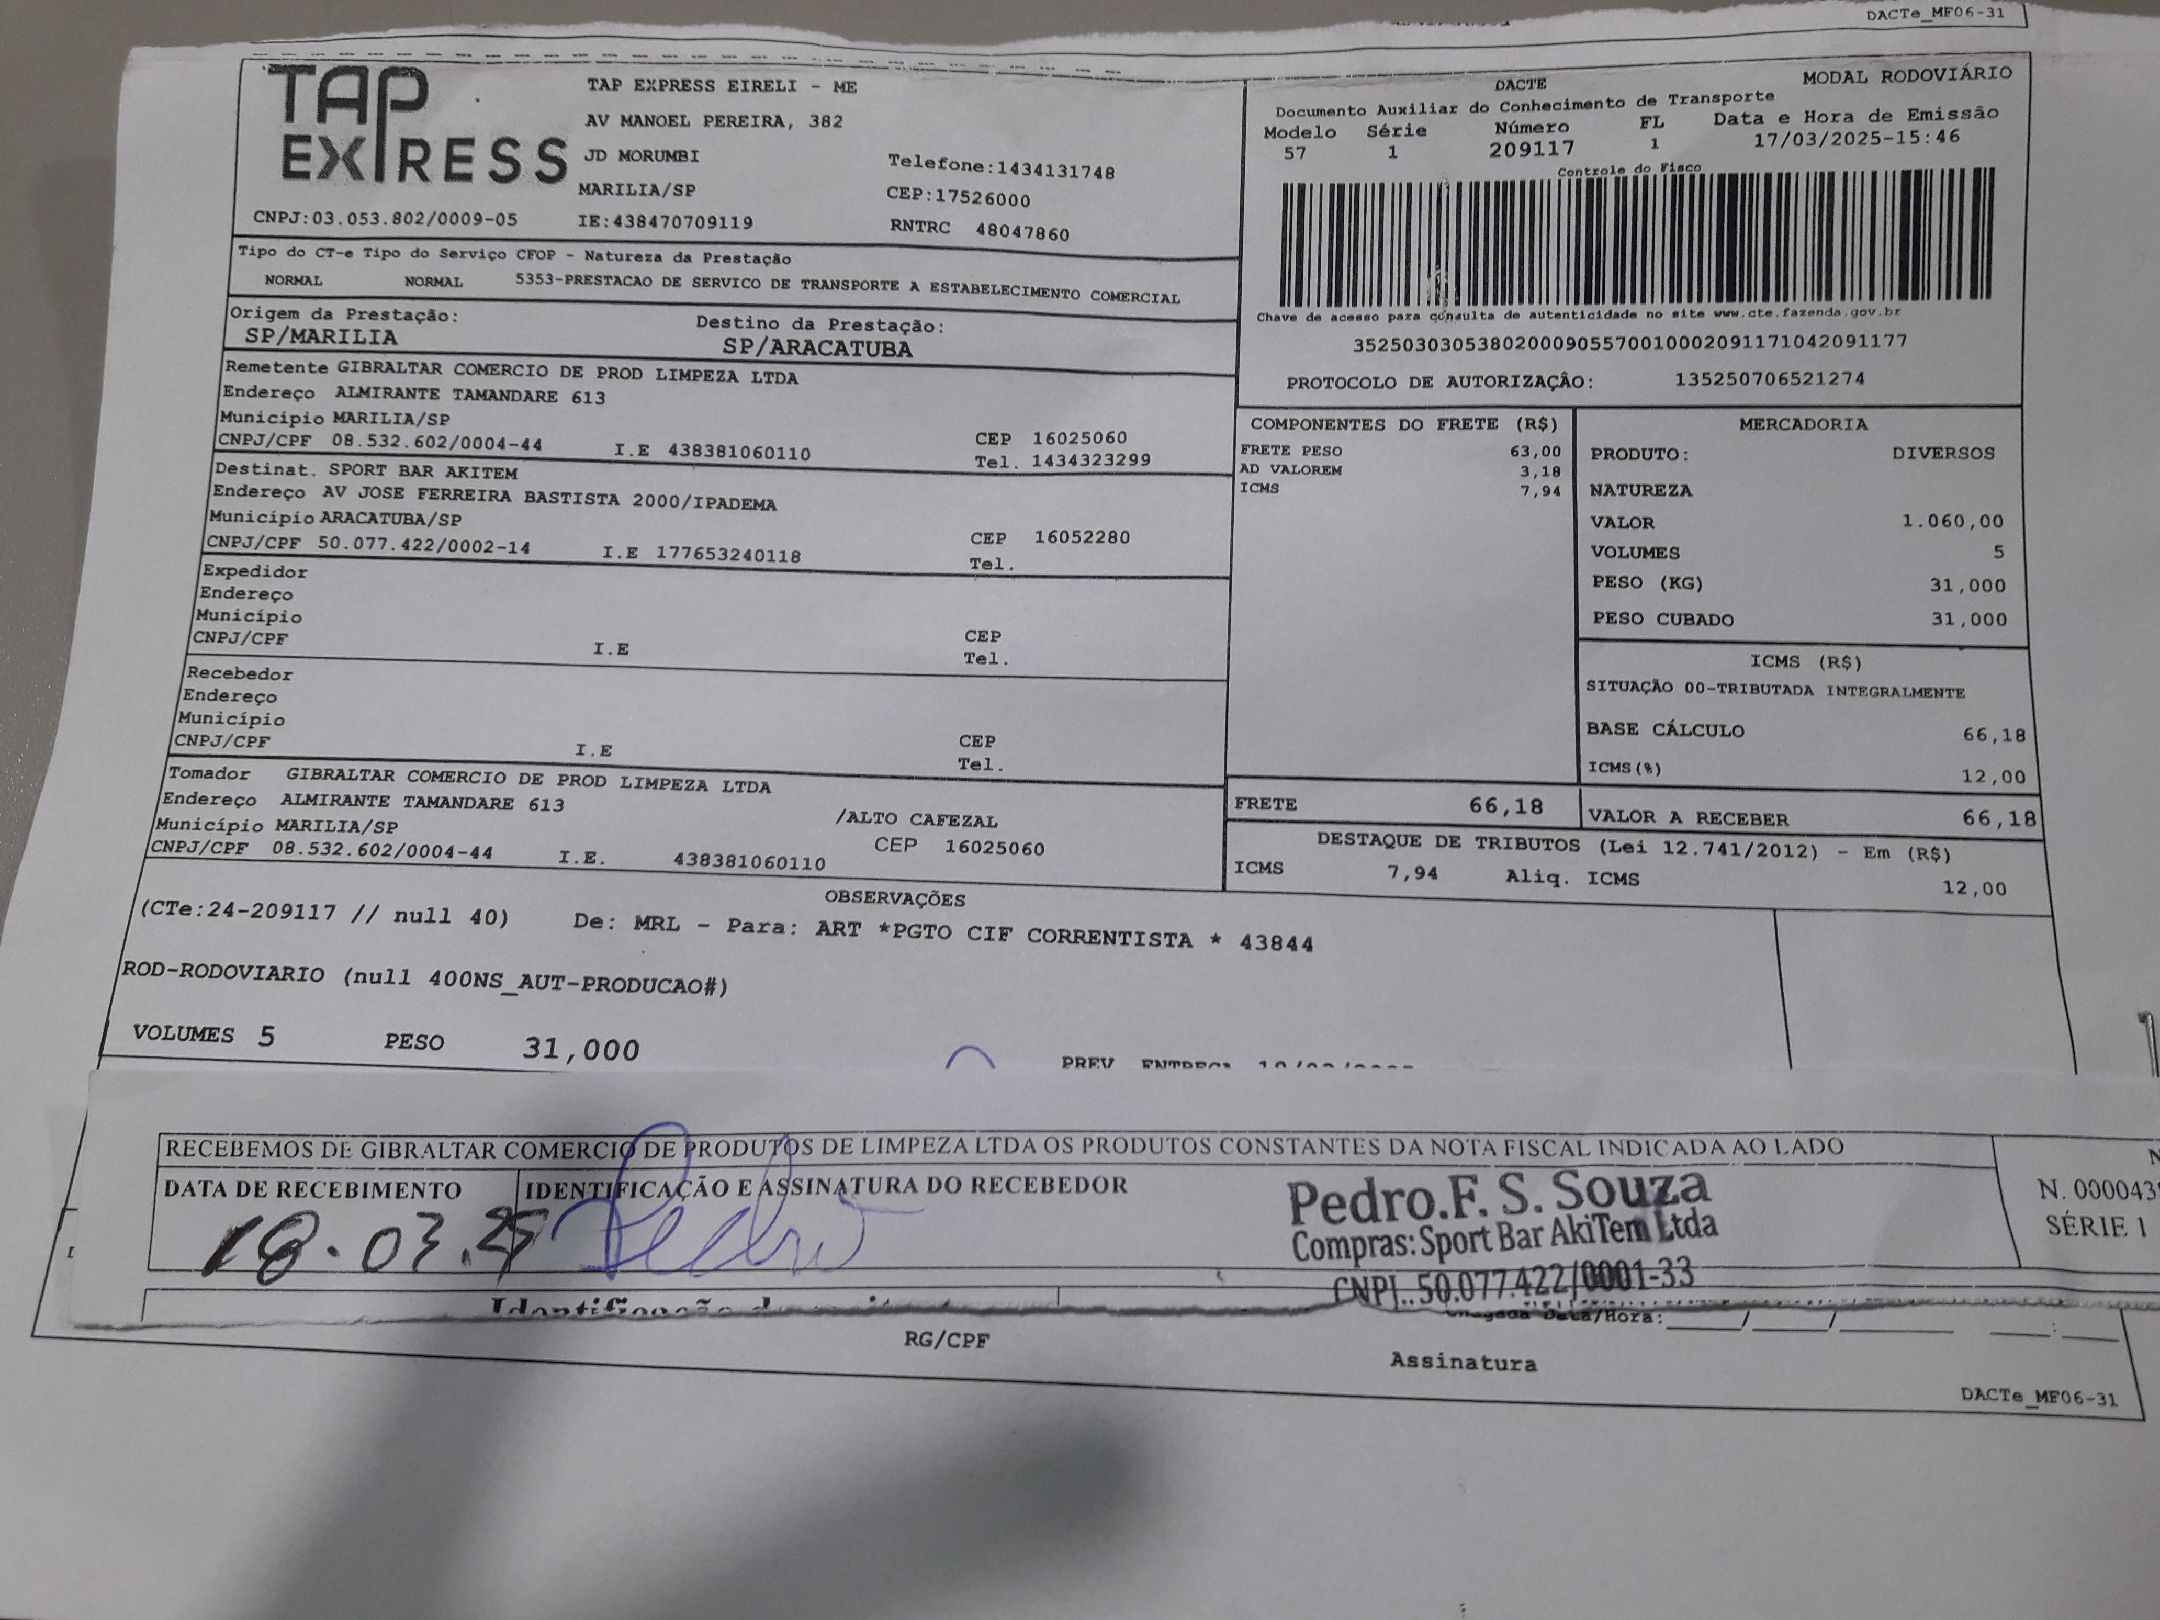 DACTe_MF06-31
TAP EXPRESS
TAP EXPRESS EIRELI - ME
AV MANOEL PEREIRA, 382
JD MORUMBI
Telefone:1434131748
MARILIA/SP
CEP:17526000
CNPJ:03.053.802/0009-05
IE:438470709119
RNTRC 48047860
DACTE
MODAL RODOVIÁRIO
Documento Auxiliar do Conhecimento de Transporte
Modelo Série Número FL Data e Hora de Emissão
57 1 209117 1 17/03/2025-15:46
Controle do Fisco
Chave de acesso para consulta de autenticidade no site www.cte.fazenda.gov.br
35250303053802000905570010002091171042091177
PROTOCOLO DE AUTORIZAÇÃO: 135250706521274
Tipo do CT-e Tipo do Serviço CFOP - Natureza da Prestação
NORMAL NORMAL 5353-PRESTACAO DE SERVICO DE TRANSPORTE A ESTABELECIMENTO COMERCIAL
Origem da Prestação: Destino da Prestação:
SP/MARILIA SP/ARACATUBA
Remetente GIBRALTAR COMERCIO DE PROD LIMPEZA LTDA
Endereço ALMIRANTE TAMANDARE 613
Município MARILIA/SP CEP 16025060
CNPJ/CPF 08.532.602/0004-44 I.E 438381060110 Tel. 1434323299
Destinat. SPORT BAR AKITEM
Endereço AV JOSE FERREIRA BASTISTA 2000/IPADEMA
Município ARACATUBA/SP CEP 16052280
CNPJ/CPF 50.077.422/0002-14 I.E 177653240118 Tel.
Expedidor
Endereço
Município CEP
CNPJ/CPF I.E Tel.
Recebedor
Endereço
Município CEP
CNPJ/CPF I.E Tel.
Tomador GIBRALTAR COMERCIO DE PROD LIMPEZA LTDA
Endereço ALMIRANTE TAMANDARE 613 /ALTO CAFEZAL
Município MARILIA/SP CEP 16025060
CNPJ/CPF 08.532.602/0004-44 I.E. 438381060110
COMPONENTES DO FRETE (R$)
FRETE PESO 63,00
AD VALOREM 3,18
ICMS 7,94
MERCADORIA
PRODUTO: DIVERSOS
NATUREZA
VALOR 1.060,00
VOLUMES 5
PESO (KG) 31,000
PESO CUBADO 31,000
ICMS (R$)
SITUAÇÃO 00-TRIBUTADA INTEGRALMENTE
BASE CÁLCULO 66,18
ICMS(%) 12,00
FRETE 66,18
VALOR A RECEBER 66,18
DESTAQUE DE TRIBUTOS (Lei 12.741/2012) - Em (R$)
ICMS 7,94 Aliq. ICMS 12,00
OBSERVAÇÕES
(CTe:24-209117 // null 40) De: MRL - Para: ART *PGTO CIF CORRENTISTA * 43844
ROD-RODOVIARIO (null 400NS_AUT-PRODUCAO#)
VOLUMES 5 PESO 31,000
PREV ENTREGA
RECEBEMOS DE GIBRALTAR COMERCIO DE PRODUTOS DE LIMPEZA LTDA OS PRODUTOS CONSTANTES DA NOTA FISCAL INDICADA AO LADO
DATA DE RECEBIMENTO IDENTIFICAÇÃO E ASSINATURA DO RECEBEDOR
18.03.25 Pedro
Pedro.F.S.Souza
Compras:Sport Bar AkiTem Ltda
CNPJ..50.077.422/0001-33
N. 000043
SÉRIE 1
Chegada Data/Hora:
RG/CPF
Assinatura
DACTe_MF06-31